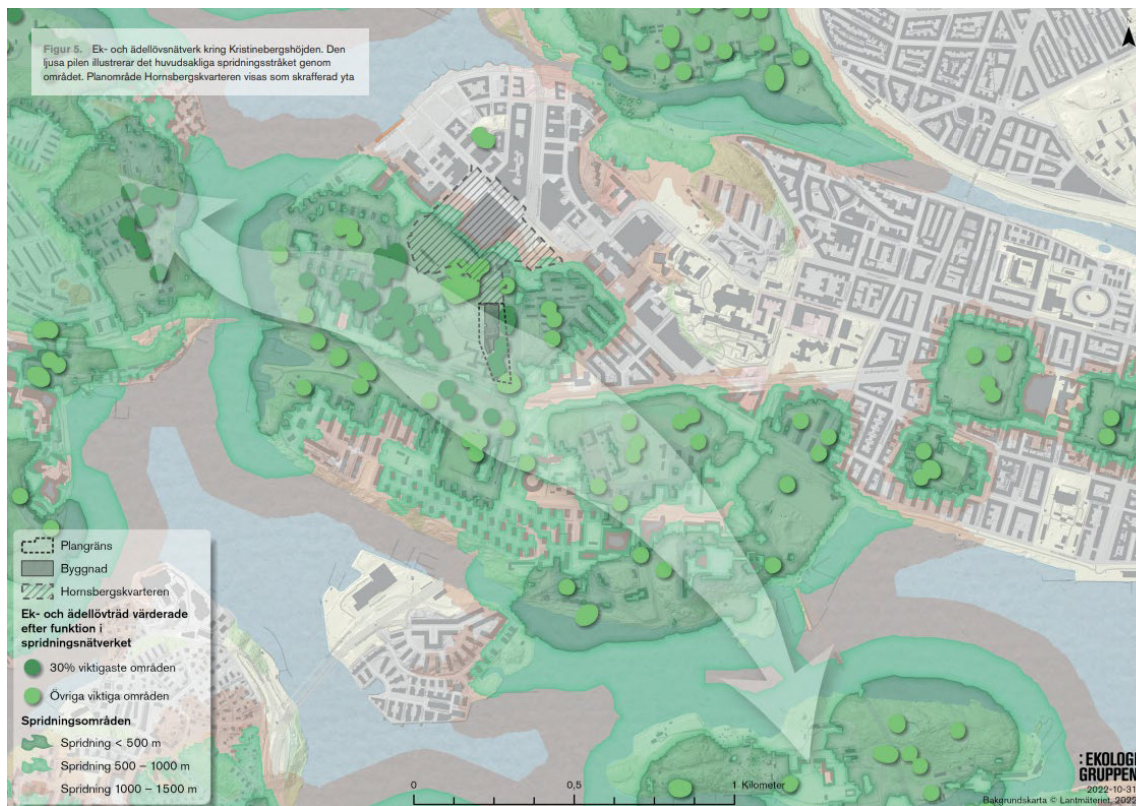 Figur 5. Ek- och ädellövsnätverk kring Kristinebergshöjden. Den
ljusa pilen illustrerar det huvudsakliga spridningsstråket genom
området. Planområde Hornsbergskvarteren visas som skrafferad yta
Plangräns
Byggnad
Hornsbergskvarteren
Ek- och ädellövträd värderade
efter funktion i
spridningsnätverket
30% viktigaste områden
Övriga viktiga områden
Spridningsområden
Spridning < 500 m
Spridning 500 – 1000 m
Spridning 1000 – 1500 m
0 0,5 1 Kilometer
:EKOLOGI
GRUPPEN
2022-10-31
Bakgrundskarta © Lantmäteriet, 2022